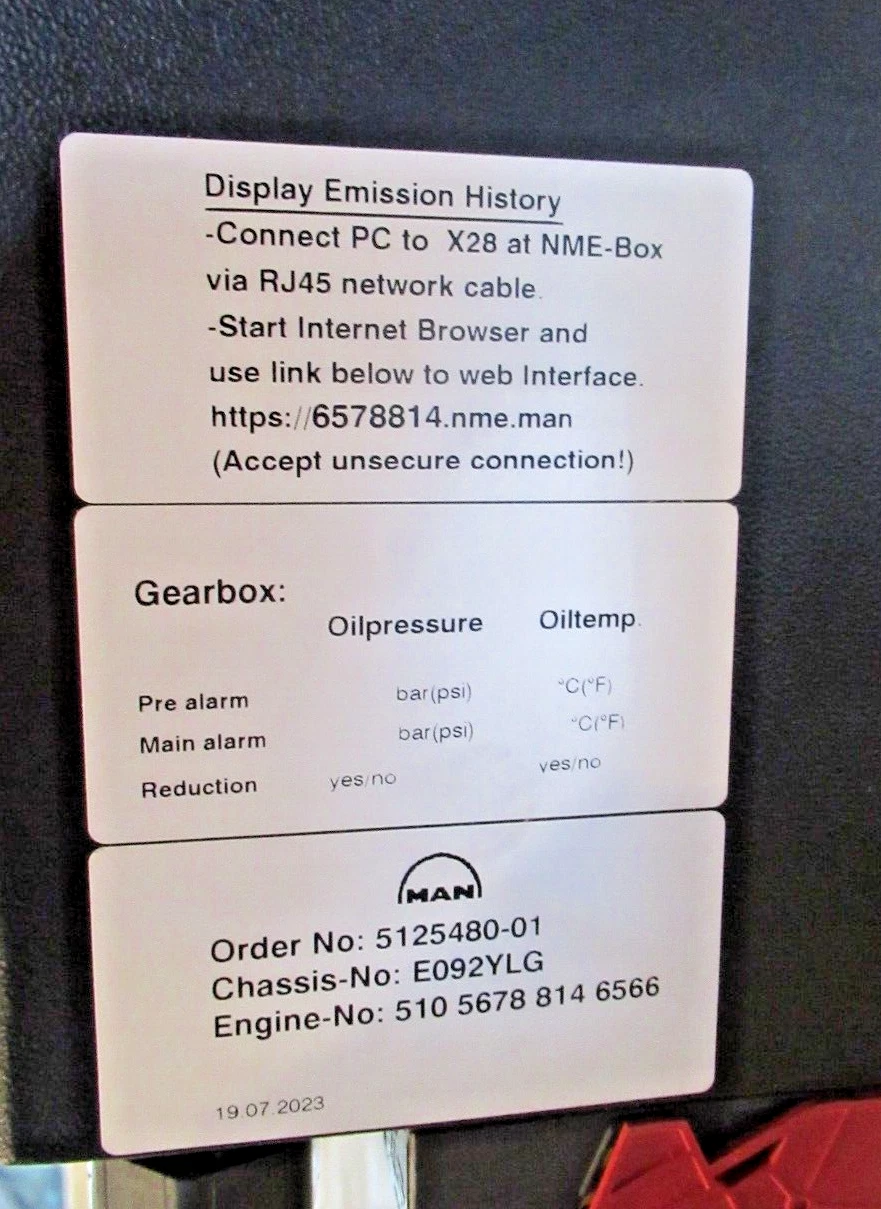 Display Emission History
-Connect PC to X28 at NME-Box
via RJ45 network cable.
-Start Internet Browser and
use link below to web Interface.
https://6578814.nme.man
(Accept unsecure connection!)
Gearbox:
Oilpressure Oiltemp.
Pre alarm bar(psi) °C(°F)
Main alarm bar(psi) °C(°F)
Reduction yes/no yes/no
MAN
Order No: 5125480-01
Chassis-No: E092YLG
Engine-No: 510 5678 814 6566
19.07.2023